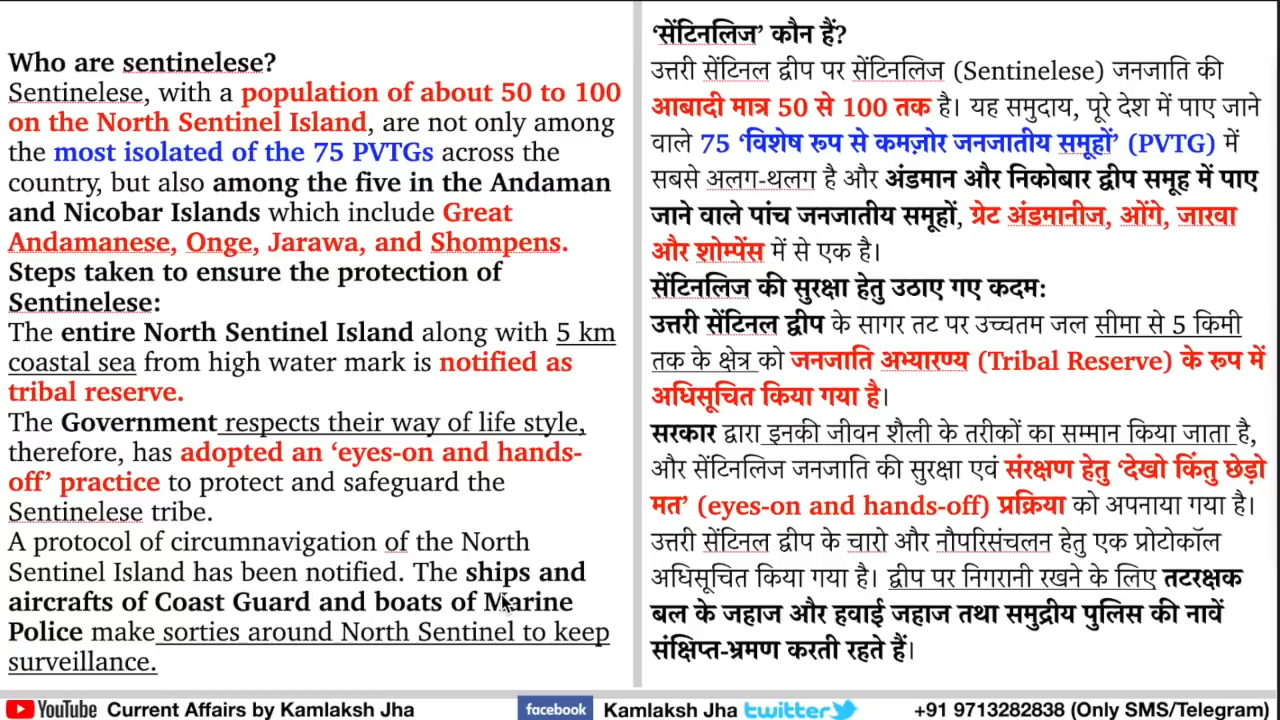 Who are sentinelese?
Sentinelese, with a population of about 50 to 100
on the North Sentinel Island, are not only among
the most isolated of the 75 PVTGs across the
country, but also among the five in the Andaman
and Nicobar Islands which include Great
Andamanese, Onge, Jarawa, and Shompens.
Steps taken to ensure the protection of
Sentinelese:
The entire North Sentinel Island along with 5 km
coastal sea from high water mark is notified as
tribal reserve.
The Government respects their way of life style,
therefore, has adopted an ‘eyes-on and hands-
off’ practice to protect and safeguard the
Sentinelese tribe.
A protocol of circumnavigation of the North
Sentinel Island has been notified. The ships and
aircrafts of Coast Guard and boats of Marine
Police make sorties around North Sentinel to keep
surveillance.
‘सेंटिनलिज’ कौन हैं?
उत्तरी सेंटिनल द्वीप पर सेंटिनलिज (Sentinelese) जनजाति की
आबादी मात्र 50 से 100 तक है। यह समुदाय, पूरे देश में पाए जाने
वाले 75 ‘विशेष रूप से कमज़ोर जनजातीय समूहों’ (PVTG) में
सबसे अलग-थलग है और अंडमान और निकोबार द्वीप समूह में पाए
जाने वाले पांच जनजातीय समूहों, ग्रेट अंडमानीज, ओंगे, जारवा
और शोम्पेंस में से एक है।
सेंटिनलिज की सुरक्षा हेतु उठाए गए कदम:
उत्तरी सेंटिनल द्वीप के सागर तट पर उच्चतम जल सीमा से 5 किमी
तक के क्षेत्र को जनजाति अभ्यारण्य (Tribal Reserve) के रूप में
अधिसूचित किया गया है।
सरकार द्वारा इनकी जीवन शैली के तरीकों का सम्मान किया जाता है,
और सेंटिनलिज जनजाति की सुरक्षा एवं संरक्षण हेतु ‘देखो किंतु छेड़ो
मत’ (eyes-on and hands-off) प्रक्रिया को अपनाया गया है।
उत्तरी सेंटिनल द्वीप के चारो और नौपरिसंचलन हेतु एक प्रोटोकॉल
अधिसूचित किया गया है। द्वीप पर निगरानी रखने के लिए तटरक्षक
बल के जहाज और हवाई जहाज तथा समुद्रीय पुलिस की नावें
संक्षिप्त-भ्रमण करती रहते हैं।
YouTube Current Affairs by Kamlaksh Jha facebook Kamlaksh Jha twitter +91 9713282838 (Only SMS/Telegram)